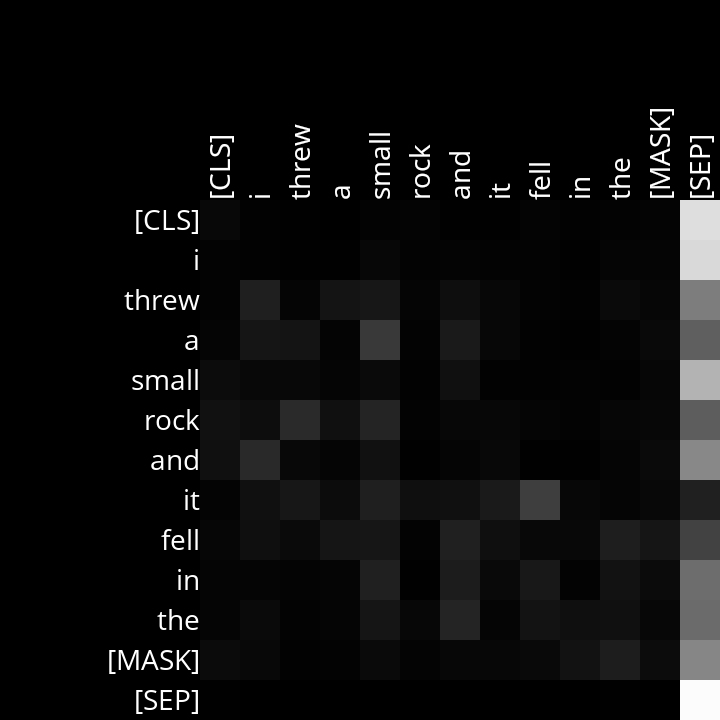 [CLS] i threw a small rock and it fell in the [MASK] [SEP]
[CLS]
i
threw
a
small
rock
and
it
fell
in
the
[MASK]
[SEP]